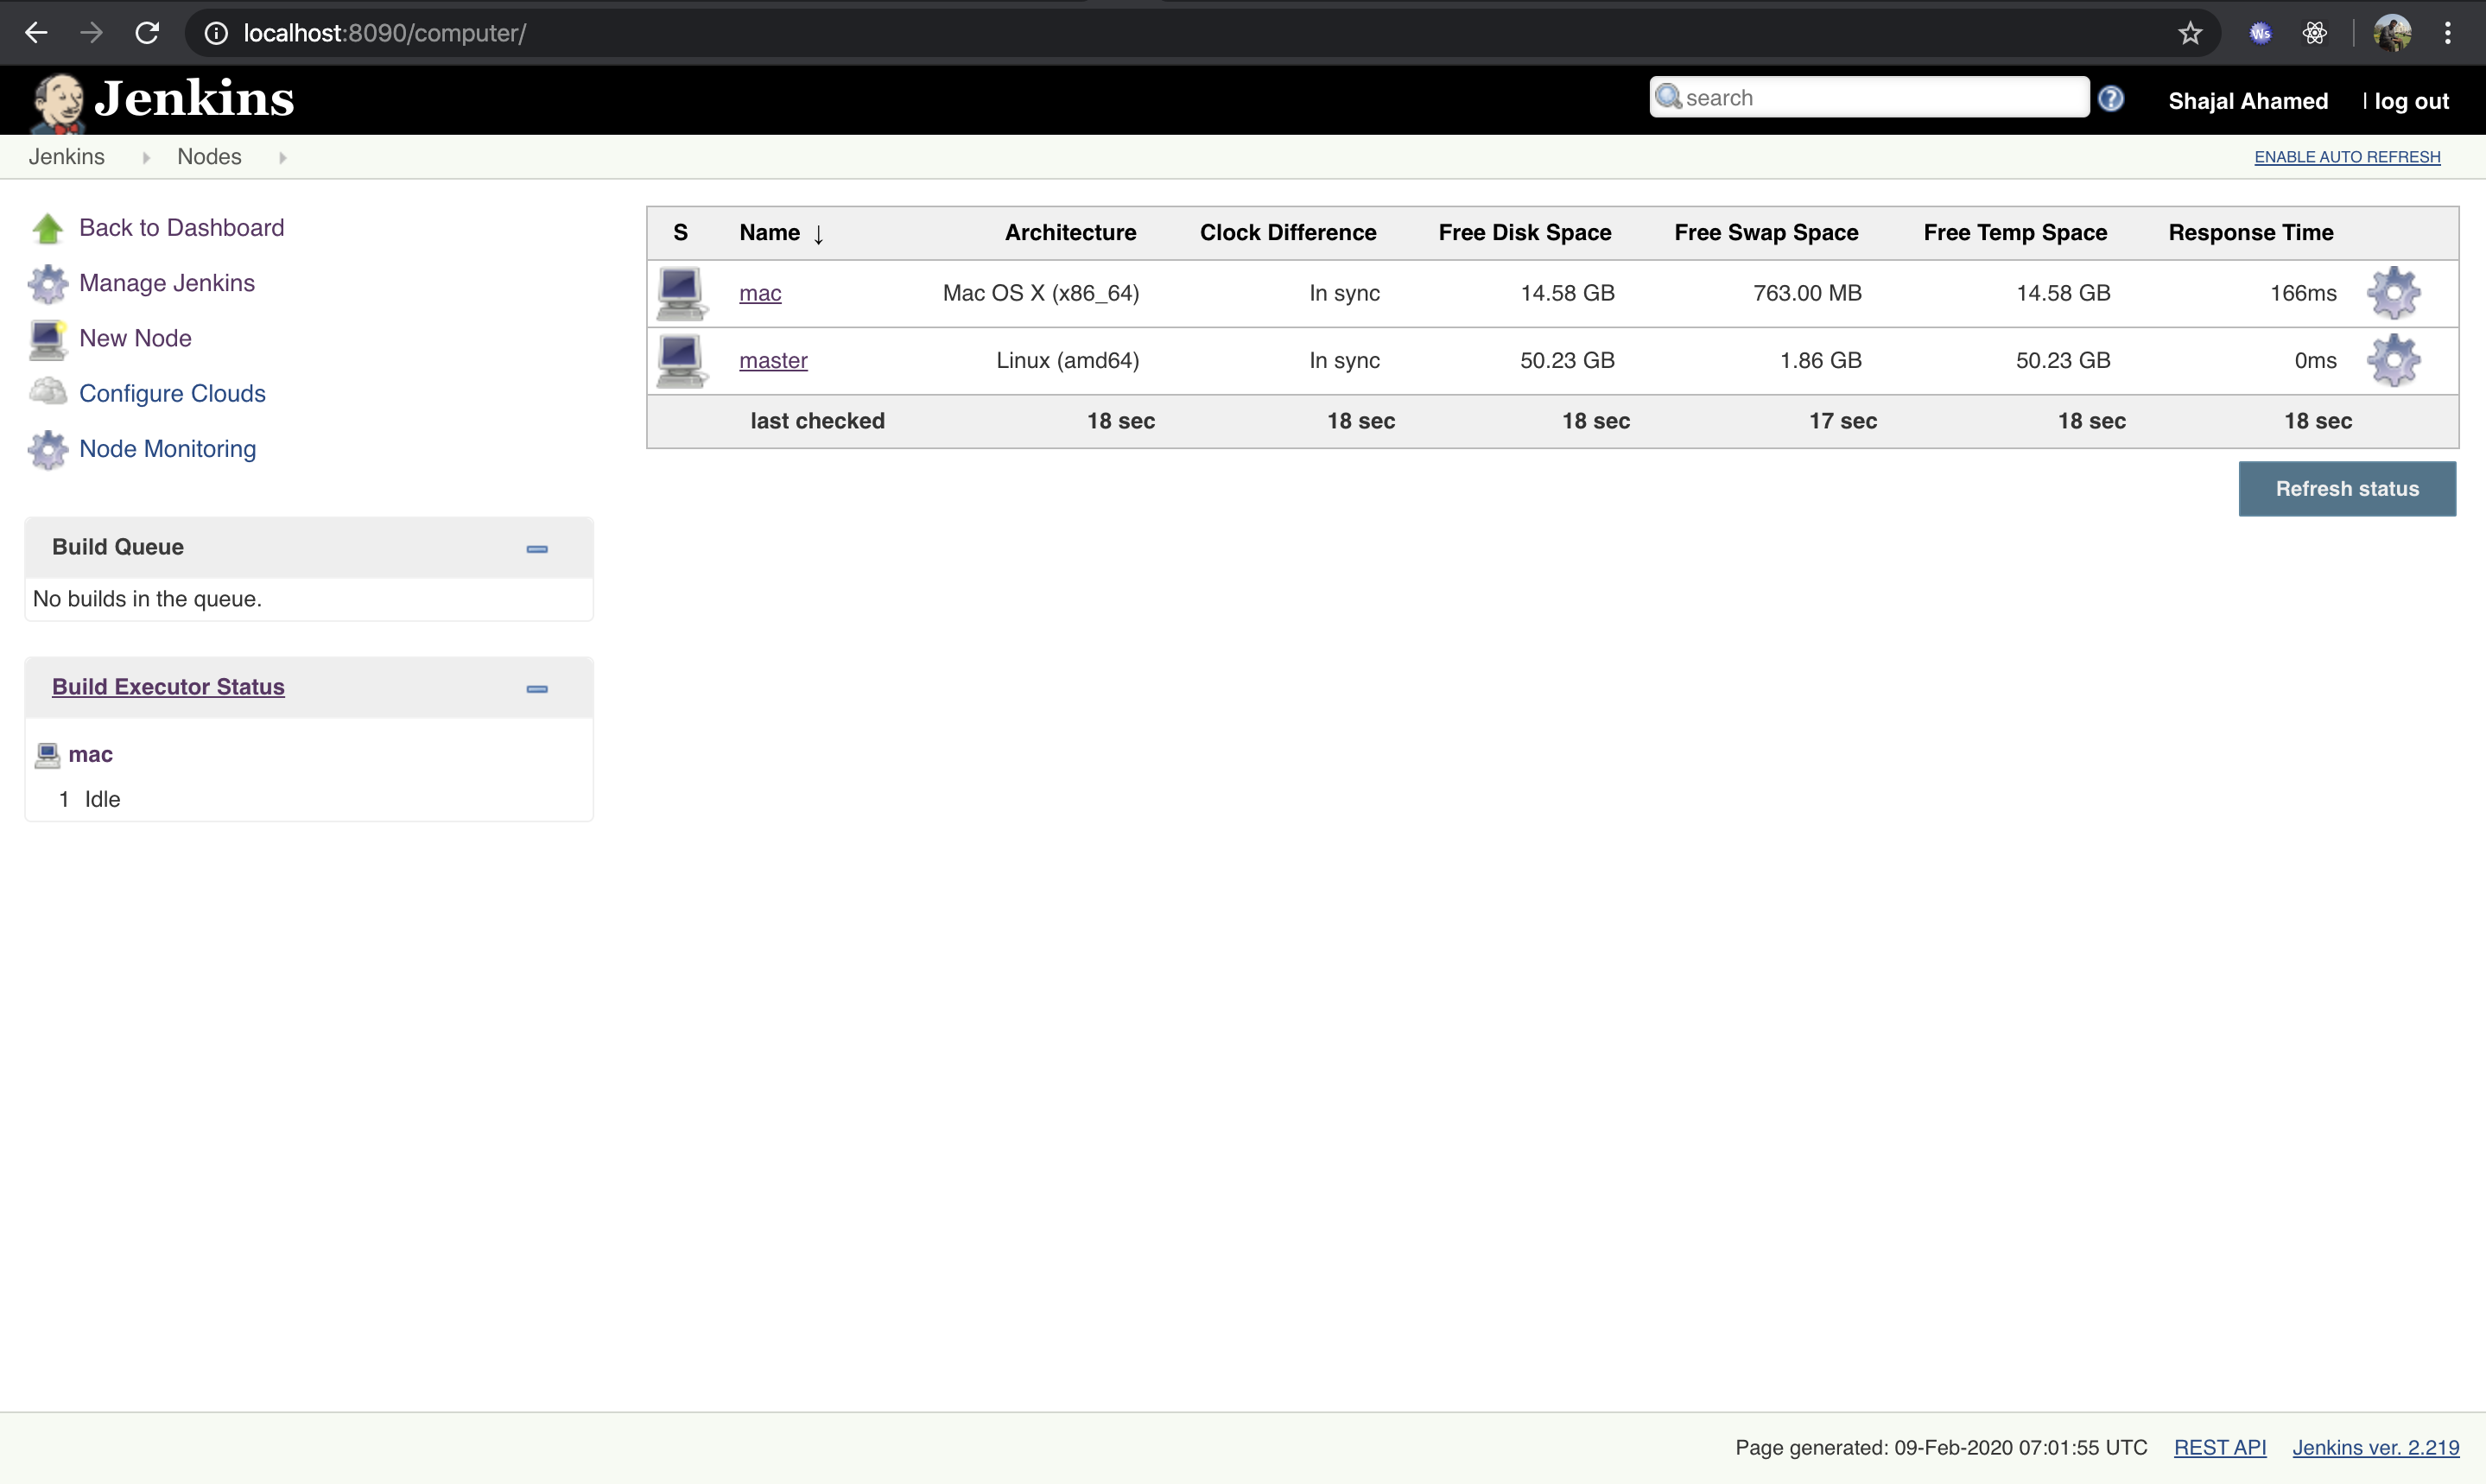 localhost:8090/computer/
Ws
Jenkins
search
?
Shajal Ahamed
| log out
Jenkins
Nodes
ENABLE AUTO REFRESH
Back to Dashboard
Manage Jenkins
New Node
Configure Clouds
Node Monitoring
Build Queue
No builds in the queue.
Build Executor Status
mac
1 Idle
S Name ↓ Architecture Clock Difference Free Disk Space Free Swap Space Free Temp Space Response Time
mac Mac OS X (x86_64) In sync 14.58 GB 763.00 MB 14.58 GB 166ms
master Linux (amd64) In sync 50.23 GB 1.86 GB 50.23 GB 0ms
last checked 18 sec 18 sec 18 sec 17 sec 18 sec 18 sec
Refresh status
Page generated: 09-Feb-2020 07:01:55 UTC REST API Jenkins ver. 2.219